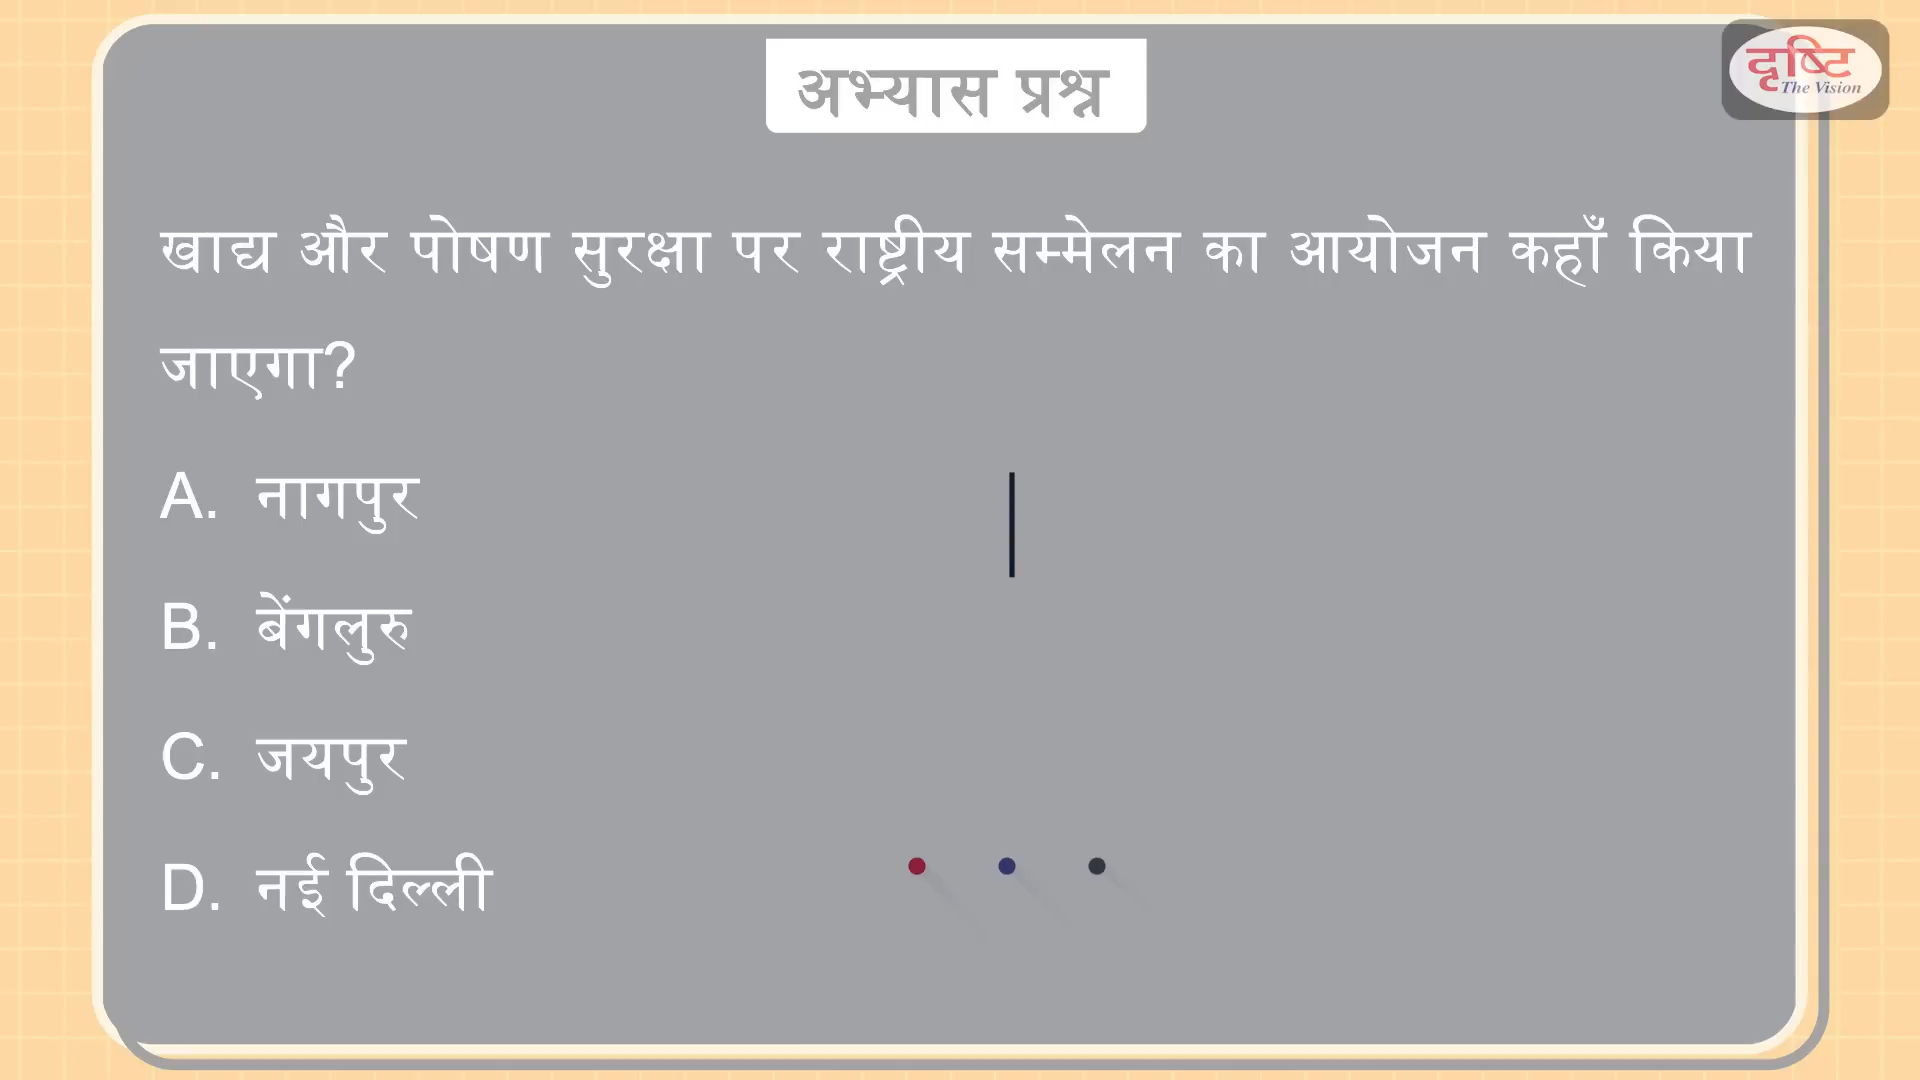 अभ्यास प्रश्न
दृष्टि
The Vision
खाद्य और पोषण सुरक्षा पर राष्ट्रीय सम्मेलन का आयोजन कहाँ किया
जाएगा?
A. नागपुर
B. बेंगलुरु
C. जयपुर
D. नई दिल्ली